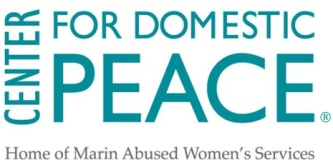 CENTER
FOR DOMESTIC
PEACE®
Home of Marin Abused Women's Services